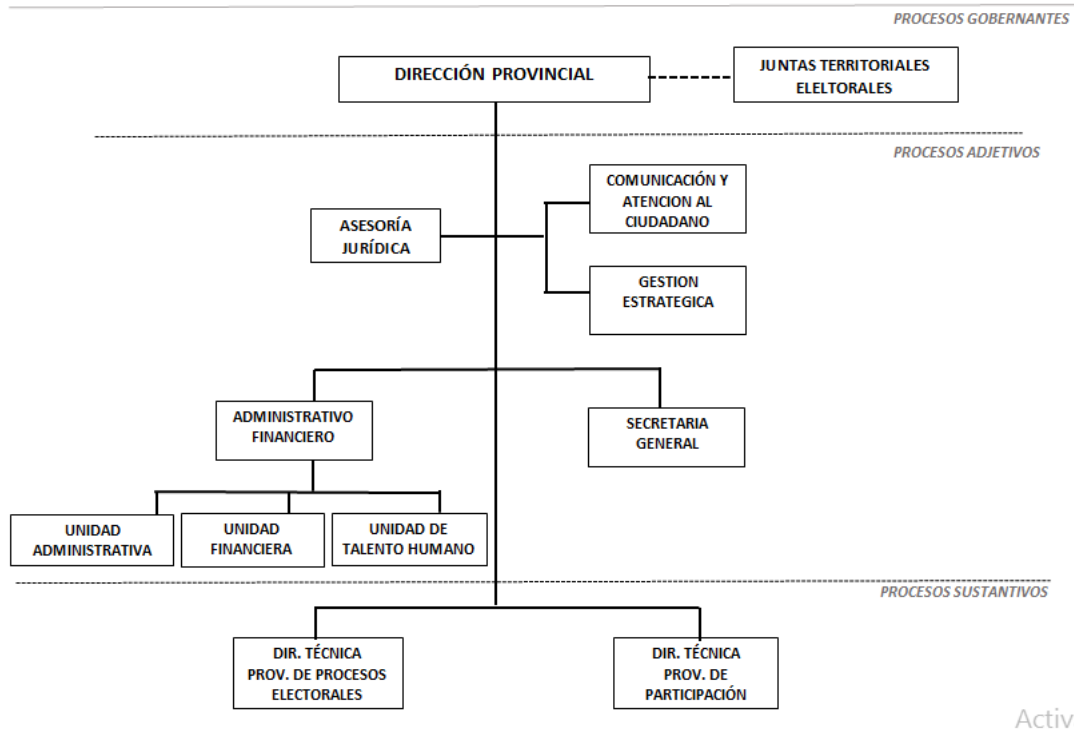 PROCESOS GOBERNANTES
DIRECCIÓN PROVINCIAL
JUNTAS TERRITORIALES
ELELTORALES
PROCESOS ADJETIVOS
COMUNICACIÓN Y
ATENCION AL
CIUDADANO
ASESORÍA
JURÍDICA
GESTION
ESTRATEGICA
ADMINISTRATIVO
FINANCIERO
SECRETARIA
GENERAL
UNIDAD
ADMINISTRATIVA
UNIDAD
FINANCIERA
UNIDAD DE
TALENTO HUMANO
PROCESOS SUSTANTIVOS
DIR. TÉCNICA
PROV. DE PROCESOS
ELECTORALES
DIR. TÉCNICA
PROV. DE
PARTICIPACIÓN
Activ